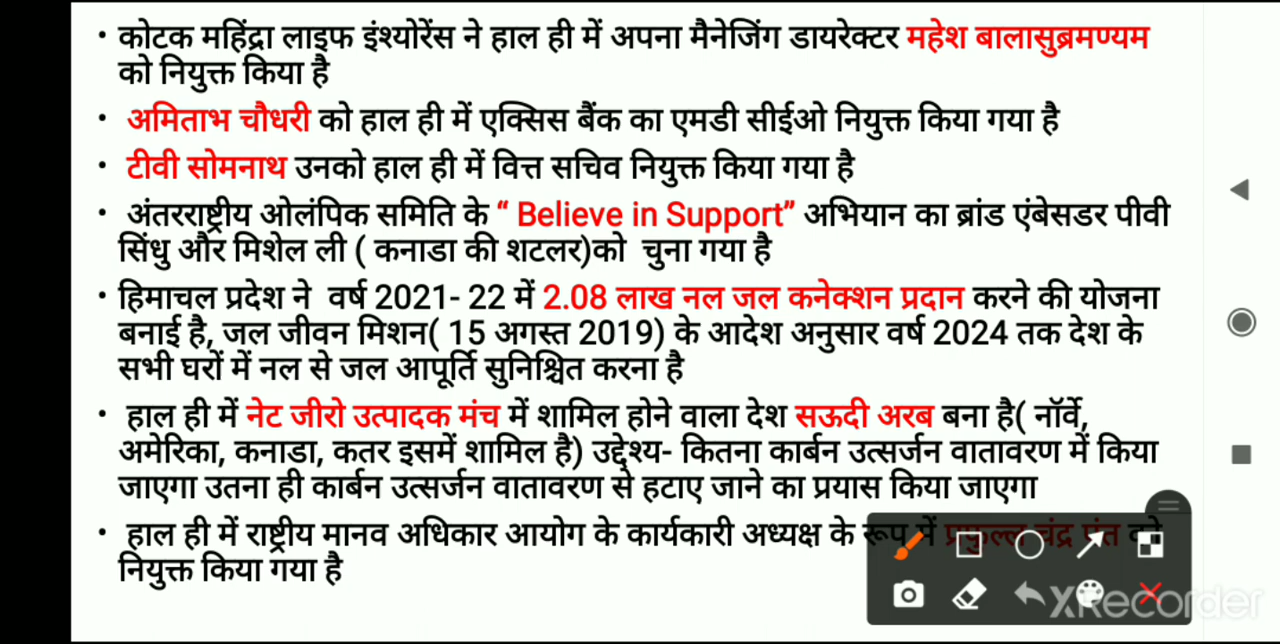 • कोटक महिंद्रा लाइफ इंश्योरेंस ने हाल ही में अपना मैनेजिंग डायरेक्टर महेश बालासुब्रमण्यम
को नियुक्त किया है
• अमिताभ चौधरी को हाल ही में एक्सिस बैंक का एमडी सीईओ नियुक्त किया गया है
• टीवी सोमनाथ उनको हाल ही में वित्त सचिव नियुक्त किया गया है
• अंतरराष्ट्रीय ओलंपिक समिति के “ Believe in Support” अभियान का ब्रांड एंबेसडर पीवी
सिंधु और मिशेल ली ( कनाडा की शटलर)को चुना गया है
• हिमाचल प्रदेश ने वर्ष 2021- 22 में 2.08 लाख नल जल कनेक्शन प्रदान करने की योजना
बनाई है, जल जीवन मिशन( 15 अगस्त 2019) के आदेश अनुसार वर्ष 2024 तक देश के
सभी घरों में नल से जल आपूर्ति सुनिश्चित करना है
• हाल ही में नेट जीरो उत्पादक मंच में शामिल होने वाला देश सऊदी अरब बना है( नॉर्वे,
अमेरिका, कनाडा, कतर इसमें शामिल है) उद्देश्य- कितना कार्बन उत्सर्जन वातावरण में किया
जाएगा उतना ही कार्बन उत्सर्जन वातावरण से हटाए जाने का प्रयास किया जाएगा
• हाल ही में राष्ट्रीय मानव अधिकार आयोग के कार्यकारी अध्यक्ष के रूप में प्रफुल्ल चंद्र पंत को
नियुक्त किया गया है
XRecorder